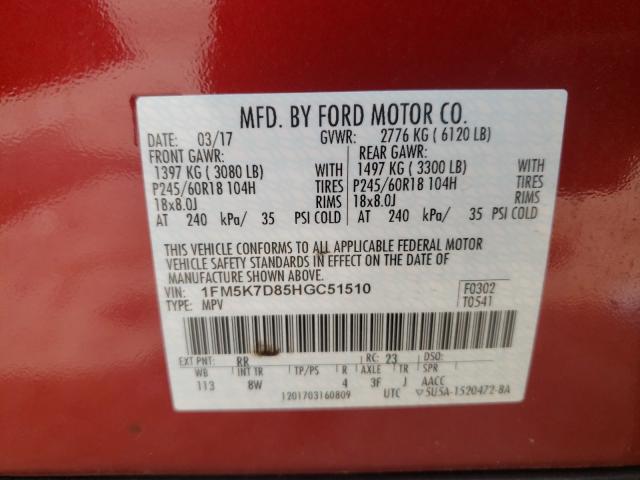 MFD. BY FORD MOTOR CO.
DATE: 03/17 GVWR: 2776 KG ( 6120 LB)
FRONT GAWR: REAR GAWR:
1397 KG ( 3080 LB) WITH 1497 KG ( 3300 LB) WITH
P245/60R18 104H TIRES P245/60R18 104H TIRES
18x8.0J RIMS 18x8.0J RIMS
AT 240 kPa/ 35 PSI COLD AT 240 kPa/ 35 PSI COLD
THIS VEHICLE CONFORMS TO ALL APPLICABLE FEDERAL MOTOR
VEHICLE SAFETY STANDARDS IN EFFECT ON THE DATE OF
MANUFACTURE SHOWN ABOVE.
VIN: 1FM5K7D85HGC51510 F0302
TYPE: MPV T0541
EXT PNT: RR RC: 23 DSO:
WB INT TR TP/PS R AXLE TR SPR
113 8W 4 3F J AACC
1201703160809 UTC ▽5U5A-1520472-8A